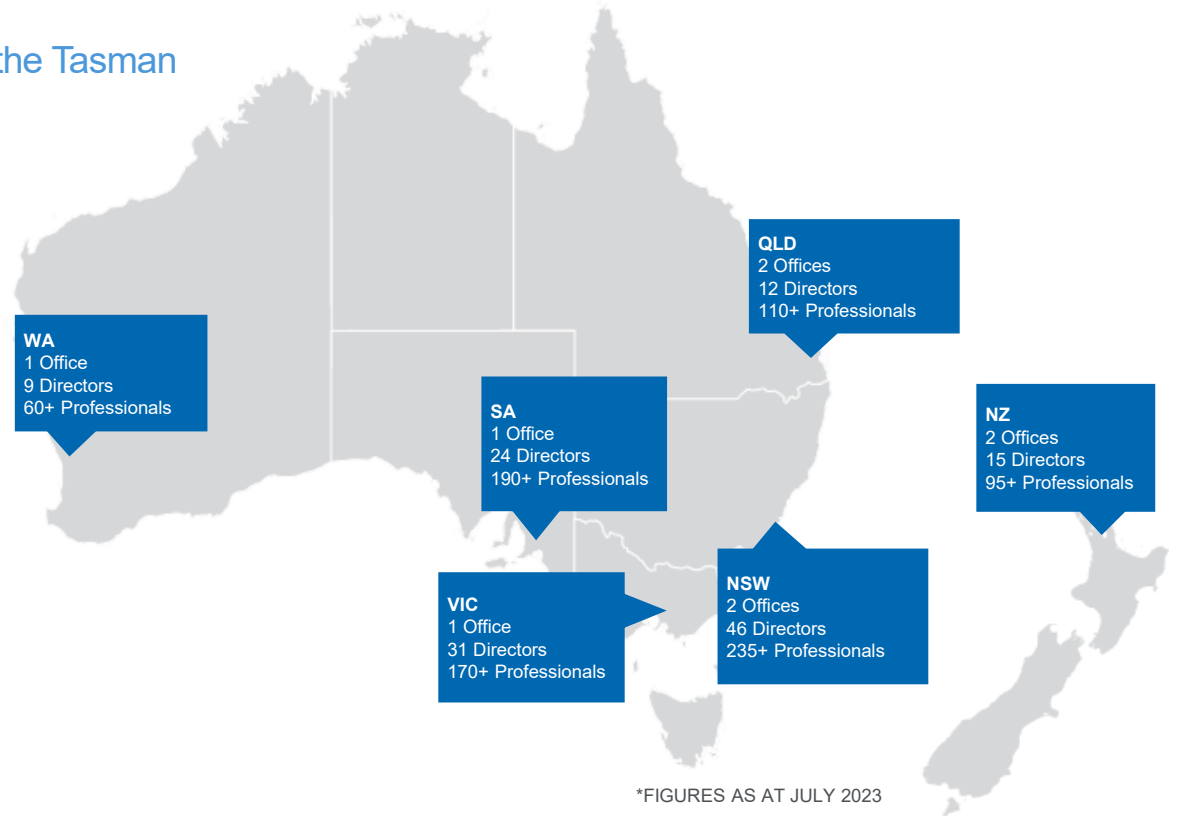 the Tasman
QLD
2 Offices
12 Directors
110+ Professionals
WA
1 Office
9 Directors
60+ Professionals
SA
1 Office
24 Directors
190+ Professionals
NZ
2 Offices
15 Directors
95+ Professionals
VIC
1 Office
31 Directors
170+ Professionals
NSW
2 Offices
46 Directors
235+ Professionals
*FIGURES AS AT JULY 2023